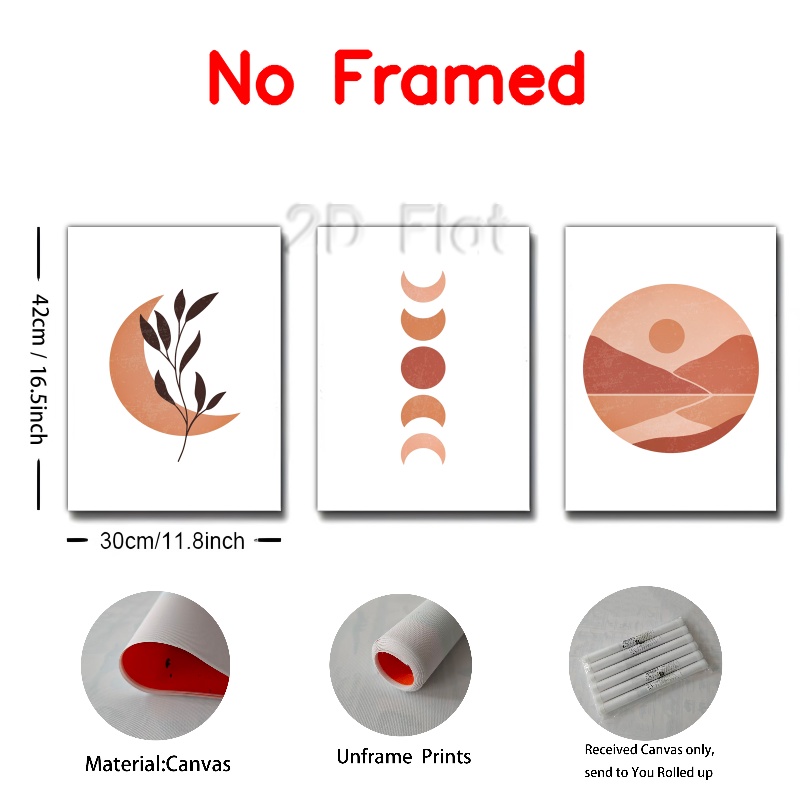 No Framed
2D Flat
42cm / 16.5inch
30cm/11.8inch
Material:Canvas
Unframe Prints
Received Canvas only,
send to You Rolled up